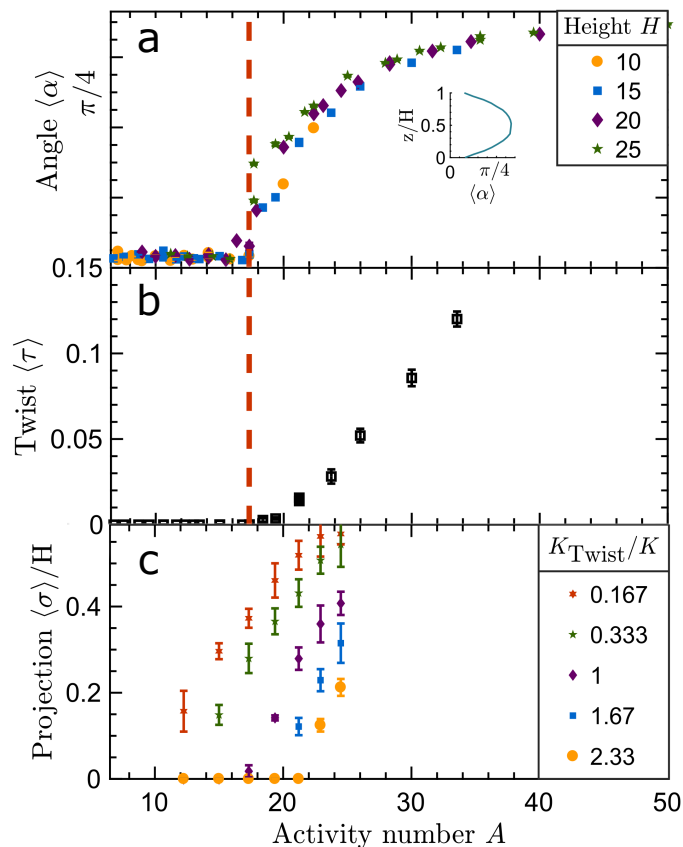 a
Angle ⟨α⟩
π/4
Height H
10
15
20
25
1
0.5
0
z/H
π/4
⟨α⟩
b
Twist ⟨τ⟩
0.15
0.1
0.05
0
c
Projection ⟨σ⟩/H
0.4
0.2
0
K_Twist/K
0.167
0.333
1
1.67
2.33
10 20 30 40 50
Activity number A